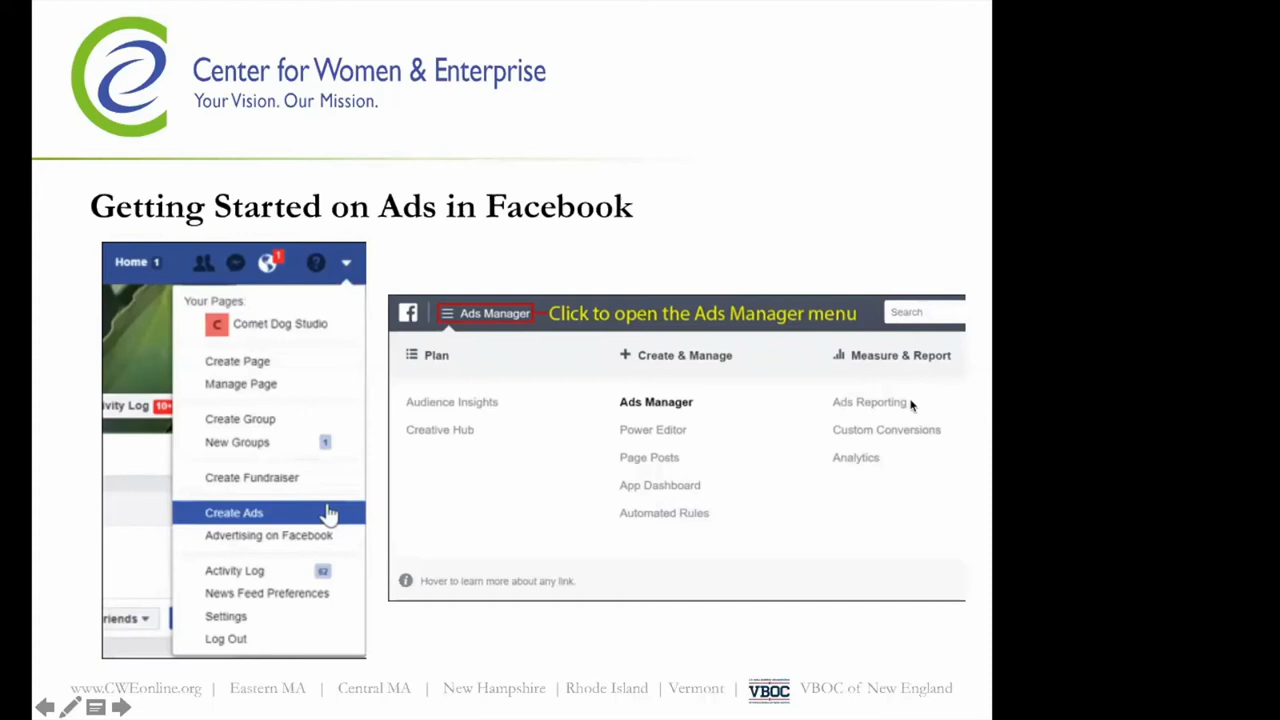 Center for Women & Enterprise
Your Vision. Our Mission.
Getting Started on Ads in Facebook
Home 1
1
Your Pages:
C Comet Dog Studio
Create Page
Manage Page
ivity Log 10+
Create Group
New Groups 1
Create Fundraiser
Create Ads
Advertising on Facebook
Activity Log 62
News Feed Preferences
riends
Settings
Log Out
Ads Manager Click to open the Ads Manager menu Search
Plan Create & Manage Measure & Report
Audience Insights Ads Manager Ads Reporting
Creative Hub Power Editor Custom Conversions
Page Posts Analytics
App Dashboard
Automated Rules
Hover to learn more about any link.
www.CWEonline.org | Eastern MA | Central MA | New Hampshire | Rhode Island | Vermont | VBOC VBOC of New England